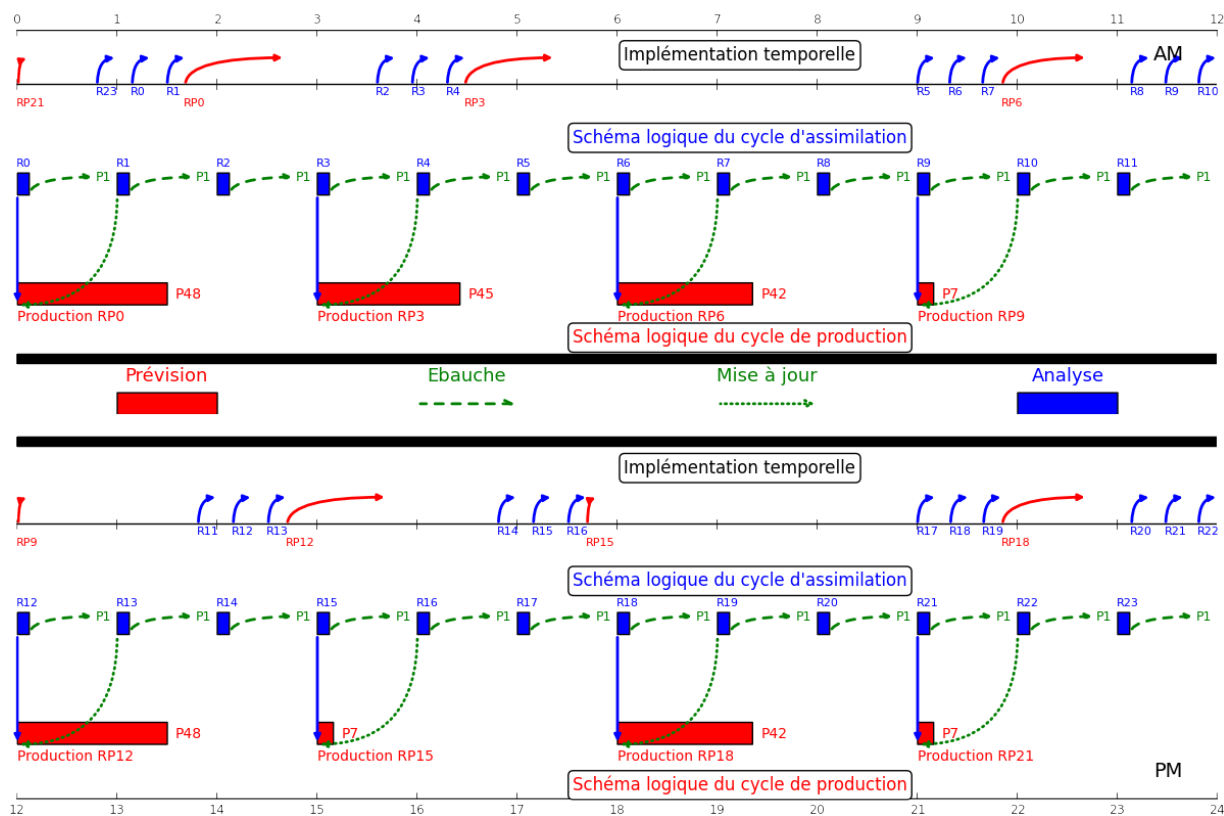 0 1 2 3 4 5 6 7 8 9 10 11 12
Implémentation temporelle
AM
RP21 R23 R0 R1 RP0 R2 R3 R4 RP3 R5 R6 R7 RP6 R8 R9 R10
Schéma logique du cycle d'assimilation
R0 R1 R2 R3 R4 R5 R6 R7 R8 R9 R10 R11
P1 P1 P1 P1 P1 P1 P1 P1 P1 P1 P1 P1
P48 P45 P42 P7
Production RP0 Production RP3 Production RP6 Production RP9
Schéma logique du cycle de production
Prévision Ebauche Mise à jour Analyse
Implémentation temporelle
RP9 R11 R12 R13 RP12 R14 R15 R16 RP15 R17 R18 R19 RP18 R20 R21 R22
Schéma logique du cycle d'assimilation
R12 R13 R14 R15 R16 R17 R18 R19 R20 R21 R22 R23
P1 P1 P1 P1 P1 P1 P1 P1 P1 P1 P1 P1
P48 P7 P42 P7
Production RP12 Production RP15 Production RP18 Production RP21
PM
Schéma logique du cycle de production
12 13 14 15 16 17 18 19 20 21 22 23 24